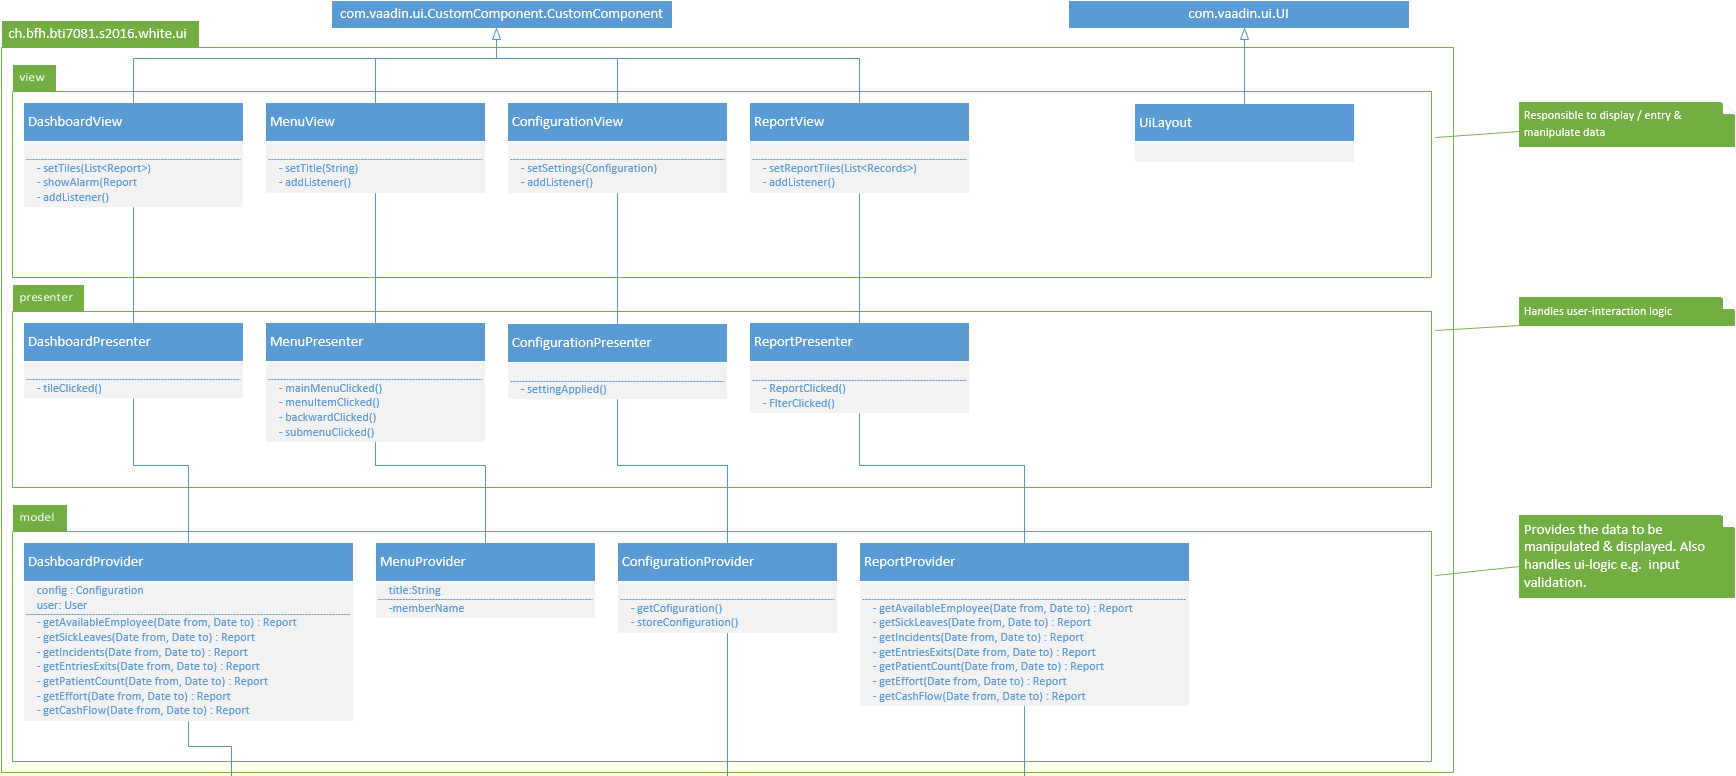 com.vaadin.ui.CustomComponent.CustomComponent
com.vaadin.ui.UI
ch.bfh.bti7081.s2016.white.ui
view
DashboardView
- setTiles(List<Report>)
- showAlarm(Report
- addListener()
MenuView
- setTitle(String)
- addListener()
ConfigurationView
- setSettings(Configuration)
- addListener()
ReportView
- setReportTiles(List<Records>)
- addListener()
UiLayout
Responsible to display / entry &
manipulate data
presenter
DashboardPresenter
- tileClicked()
MenuPresenter
- mainMenuClicked()
- menuItemClicked()
- backwardClicked()
- submenuClicked()
ConfigurationPresenter
- settingApplied()
ReportPresenter
- ReportClicked()
- FlterClicked()
Handles user-interaction logic
model
DashboardProvider
config : Configuration
user: User
- getAvailableEmployee(Date from, Date to) : Report
- getSickLeaves(Date from, Date to) : Report
- getIncidents(Date from, Date to) : Report
- getEntriesExits(Date from, Date to) : Report
- getPatientCount(Date from, Date to) : Report
- getEffort(Date from, Date to) : Report
- getCashFlow(Date from, Date to) : Report
MenuProvider
title:String
-memberName
ConfigurationProvider
- getCofiguration()
- storeConfiguration()
ReportProvider
- getAvailableEmployee(Date from, Date to) : Report
- getSickLeaves(Date from, Date to) : Report
- getIncidents(Date from, Date to) : Report
- getEntriesExits(Date from, Date to) : Report
- getPatientCount(Date from, Date to) : Report
- getEffort(Date from, Date to) : Report
- getCashFlow(Date from, Date to) : Report
Provides the data to be
manipulated & displayed. Also
handles ui-logic e.g. input
validation.